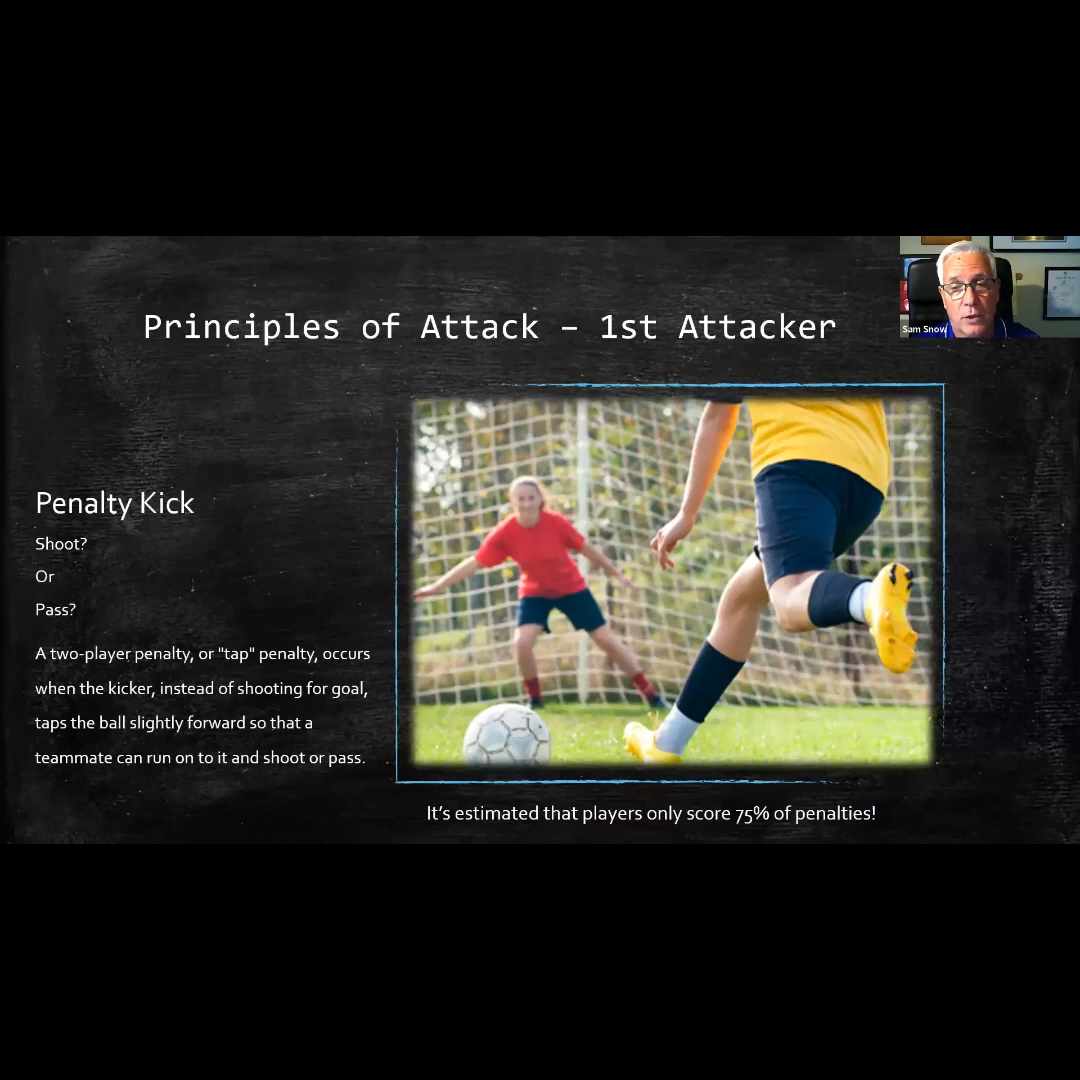 Principles of Attack – 1st Attacker
Sam Snow
Penalty Kick
Shoot?
Or
Pass?
A two-player penalty, or "tap" penalty, occurs
when the kicker, instead of shooting for goal,
taps the ball slightly forward so that a
teammate can run on to it and shoot or pass.
It’s estimated that players only score 75% of penalties!